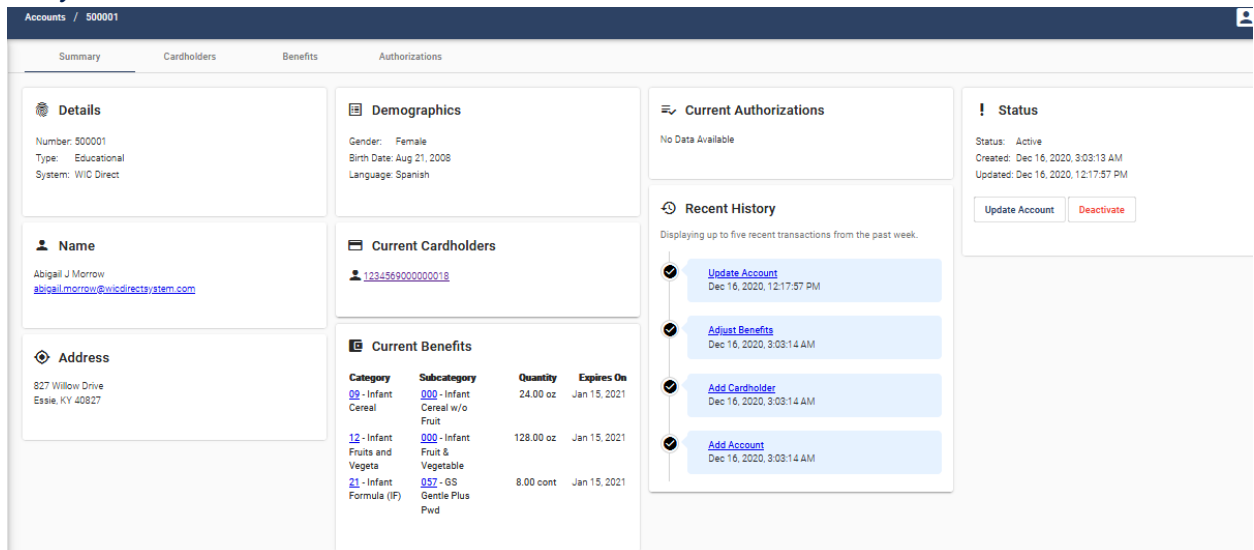 Accounts / 500001
Summary Cardholders Benefits Authorizations
Details
Number: 500001
Type: Educational
System: WIC Direct
Name
Abigail J Morrow
abigail.morrow@wicdirectsystem.com
Address
827 Willow Drive
Essie, KY 40827
Demographics
Gender: Female
Birth Date: Aug 21, 2008
Language: Spanish
Current Cardholders
1234569000000018
Current Benefits
Category Subcategory Quantity Expires On
09 - Infant 000 - Infant 24.00 oz Jan 15, 2021
Cereal Cereal w/o
Fruit
12 - Infant 000 - Infant 128.00 oz Jan 15, 2021
Fruits and Fruit &
Vegeta Vegetable
21 - Infant 057 - GS 8.00 cont Jan 15, 2021
Formula (IF) Gentle Plus
Pwd
Current Authorizations
No Data Available
Recent History
Displaying up to five recent transactions from the past week.
Update Account
Dec 16, 2020, 12:17:57 PM
Adjust Benefits
Dec 16, 2020, 3:03:14 AM
Add Cardholder
Dec 16, 2020, 3:03:14 AM
Add Account
Dec 16, 2020, 3:03:14 AM
Status
Status: Active
Created: Dec 16, 2020, 3:03:13 AM
Updated: Dec 16, 2020, 12:17:57 PM
Update Account Deactivate